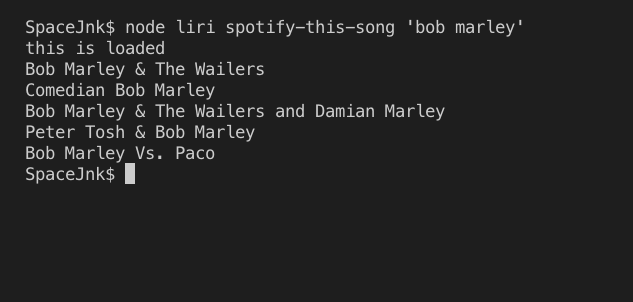 SpaceJnk$ node liri spotify-this-song 'bob marley'
this is loaded
Bob Marley & The Wailers
Comedian Bob Marley
Bob Marley & The Wailers and Damian Marley
Peter Tosh & Bob Marley
Bob Marley Vs. Paco
SpaceJnk$